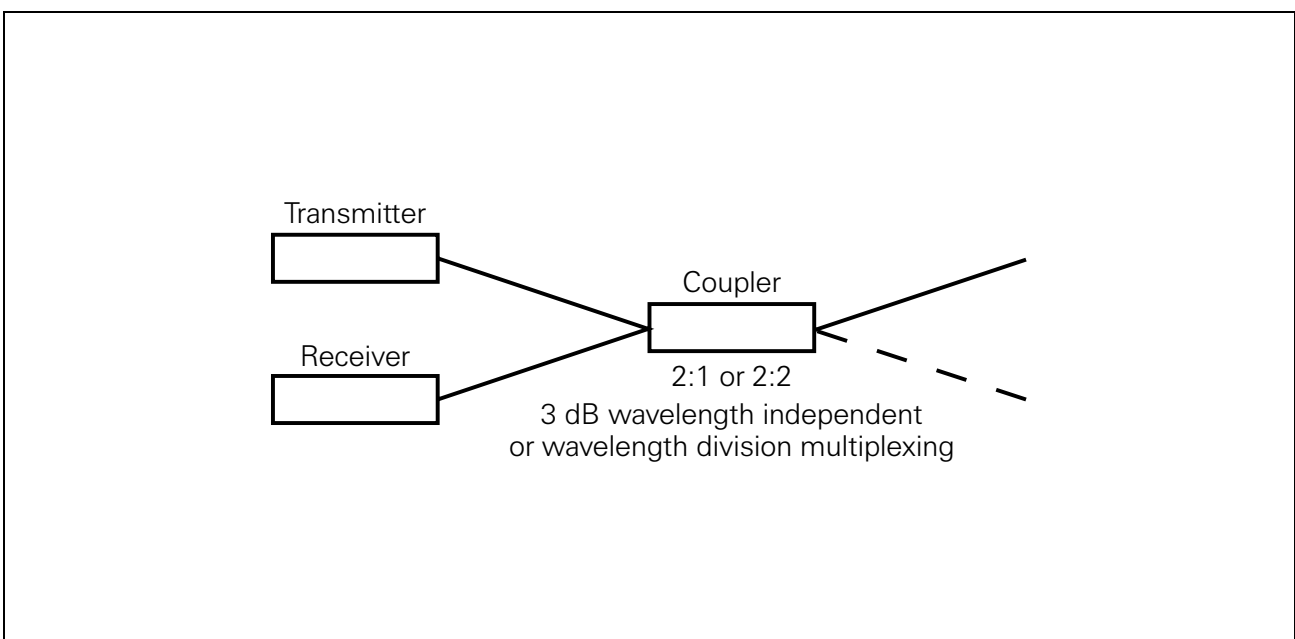 Transmitter
Coupler
Receiver
2:1 or 2:2
3 dB wavelength independent
or wavelength division multiplexing